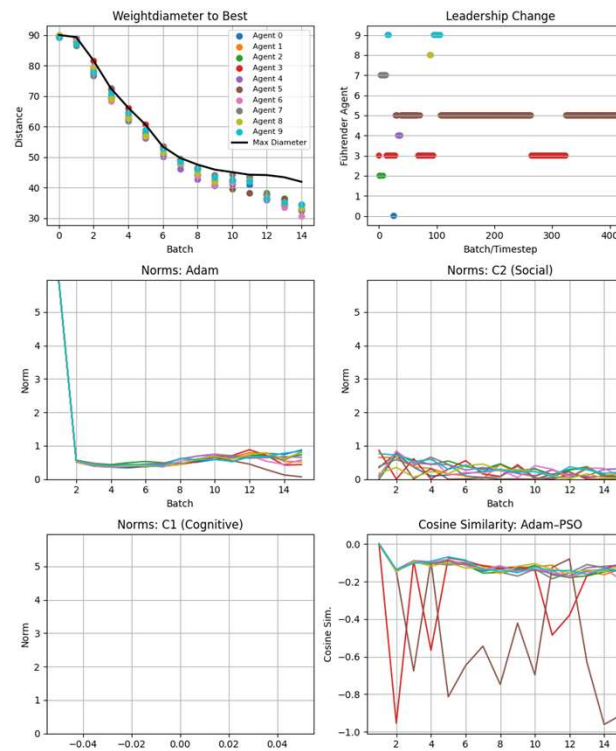 Weightdiameter to Best
90
80
70
60
50
40
30
Distance
0 2 4 6 8 10 12 14
Batch
Agent 0
Agent 1
Agent 2
Agent 3
Agent 4
Agent 5
Agent 6
Agent 7
Agent 8
Agent 9
Max Diameter
Leadership Change
9
8
7
6
5
4
3
2
1
0
Führender Agent
0 100 200 300 400
Batch/Timestep
Norms: Adam
5
4
3
2
1
0
Norm
2 4 6 8 10 12 14
Batch
Norms: C2 (Social)
5
4
3
2
1
0
Norm
2 4 6 8 10 12 14
Batch
Norms: C1 (Cognitive)
5
4
3
2
1
0
Norm
−0.04 −0.02 0.00 0.02 0.04
Cosine Similarity: Adam–PSO
0.0
−0.2
−0.4
−0.6
−0.8
−1.0
Cosine Sim.
2 4 6 8 10 12 14